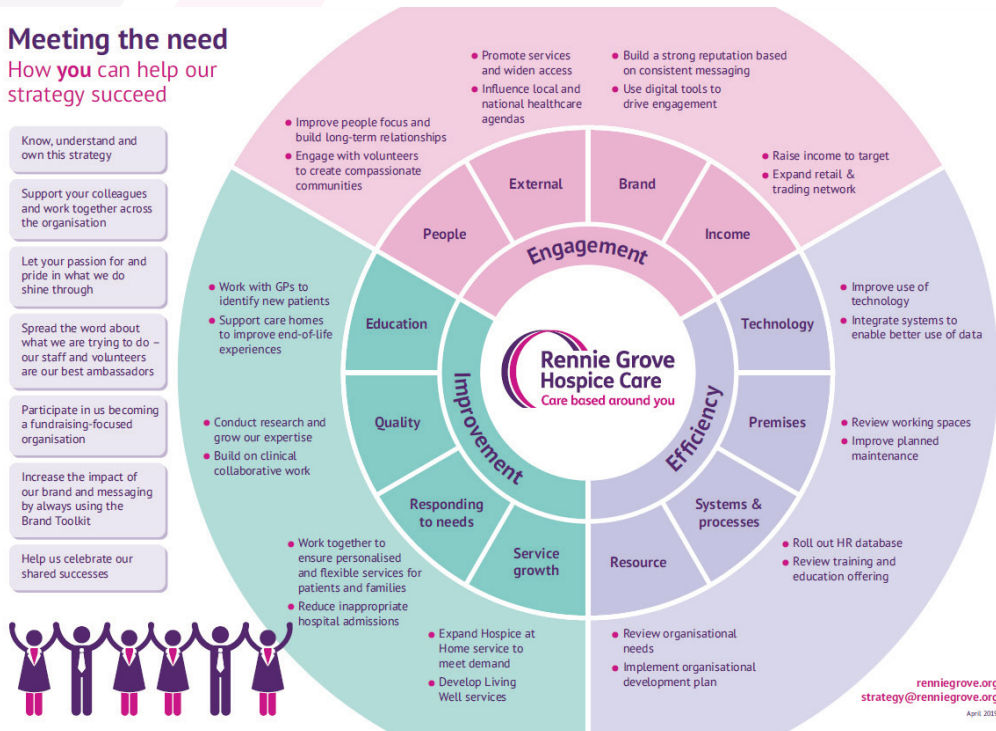 Meeting the need
How you can help our
strategy succeed
Know, understand and
own this strategy
Support your colleagues
and work together across
the organisation
Let your passion for and
pride in what we do
shine through
Spread the word about
what we are trying to do –
our staff and volunteers
are our best ambassadors
Participate in us becoming
a fundraising-focused
organisation
Increase the impact of
our brand and messaging
by always using the
Brand Toolkit
Help us celebrate our
shared successes
• Improve people focus and
build long-term relationships
• Engage with volunteers
to create compassionate
communities
• Promote services
and widen access
• Influence local and
national healthcare
agendas
• Build a strong reputation based
on consistent messaging
• Use digital tools to
drive engagement
• Raise income to target
• Expand retail &
trading network
People
External
Brand
Income
Engagement
• Work with GPs to
identify new patients
• Support care homes
to improve end-of-life
experiences
• Conduct research and
grow our expertise
• Build on clinical
collaborative work
• Work together to
ensure personalised
and flexible services for
patients and families
• Reduce inappropriate
hospital admissions
• Expand Hospice at
Home service to
meet demand
• Develop Living
Well services
Education
Quality
Responding
to needs
Service
growth
Improvement
Rennie Grove
Hospice Care
Care based around you
Efficiency
Technology
Premises
Systems &
processes
Resource
• Improve use of
technology
• Integrate systems to
enable better use of data
• Review working spaces
• Improve planned
maintenance
• Roll out HR database
• Review training and
education offering
• Review organisational
needs
• Implement organisational
development plan
renniegrove.org
strategy@renniegrove.org
April 2019